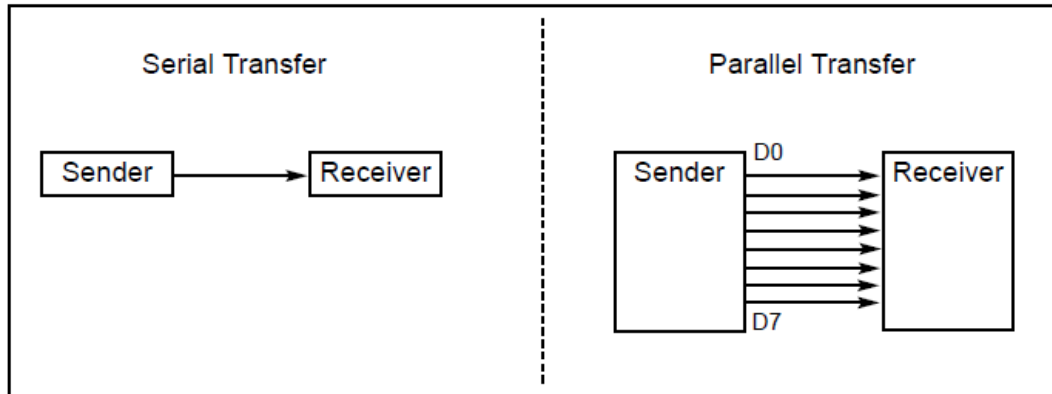 Serial Transfer
Sender
Receiver
Parallel Transfer
D0
Sender
Receiver
D7